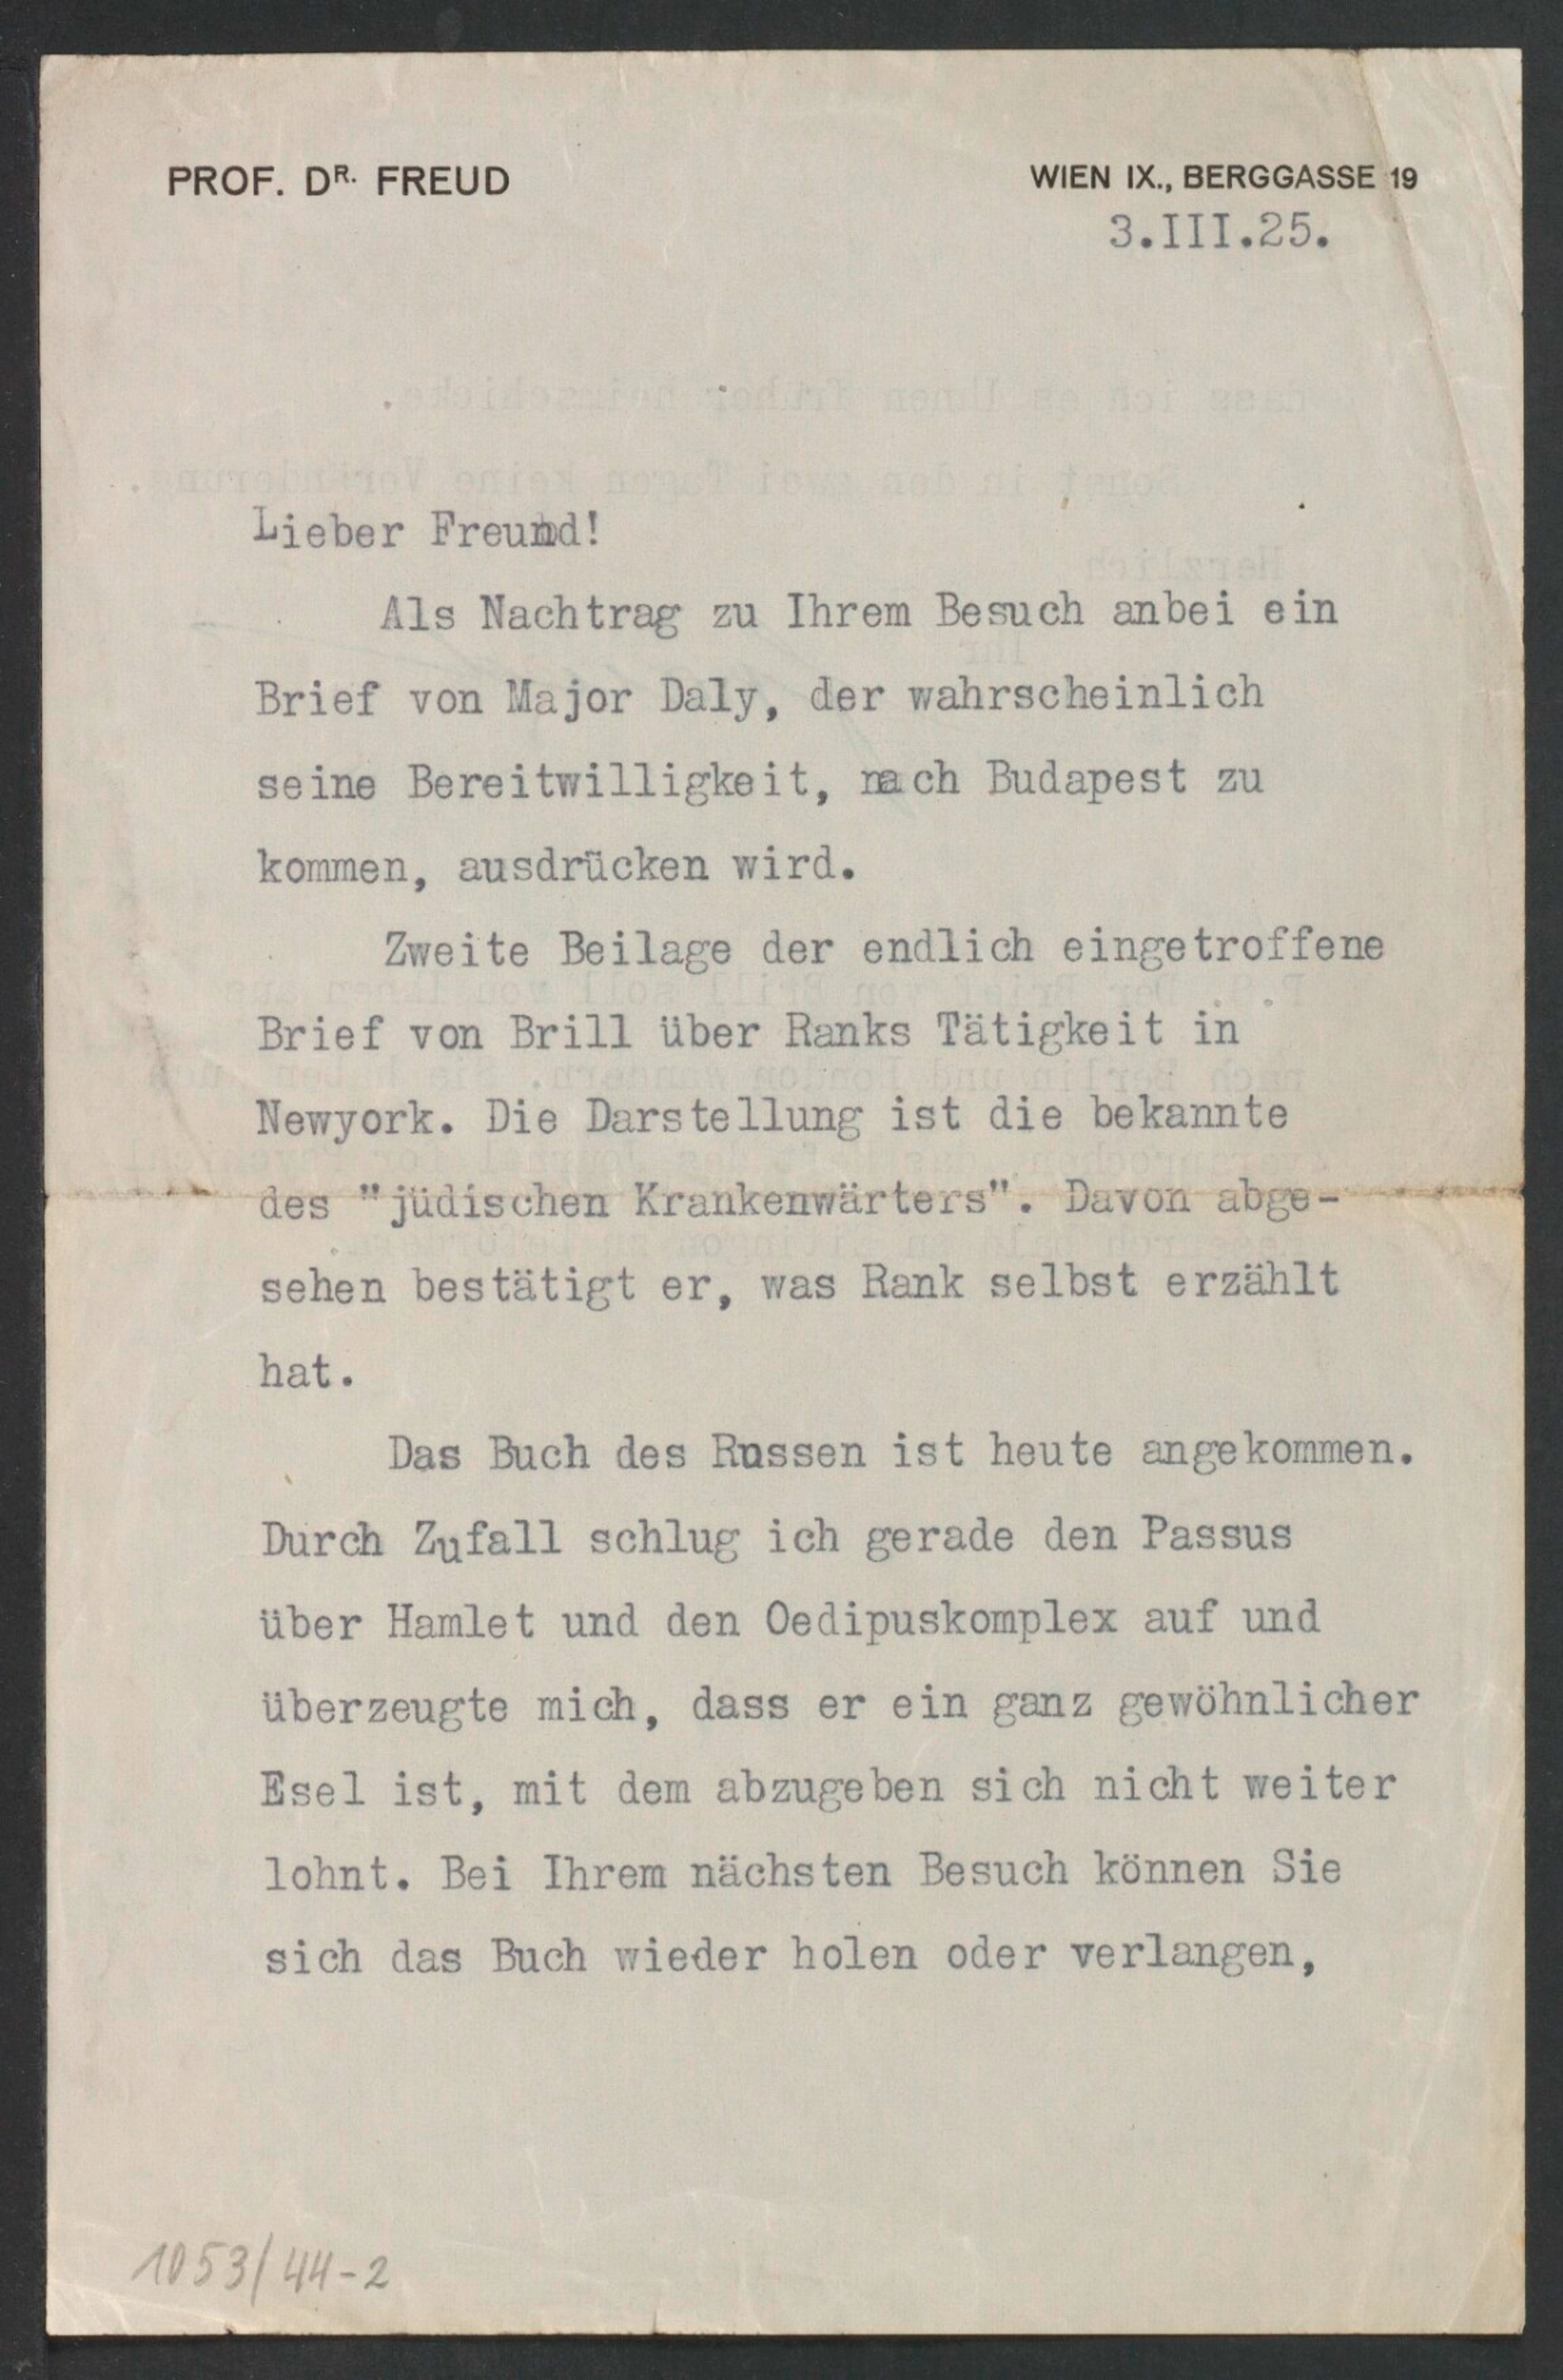 PROF. DR. FREUD
WIEN IX., BERGGASSE 19
3.III.25.
Lieber Freund!
Als Nachtrag zu Ihrem Besuch anbei ein
Brief von Major Daly, der wahrscheinlich
seine Bereitwilligkeit, nach Budapest zu
kommen, ausdrücken wird.
Zweite Beilage der endlich eingetroffene
Brief von Brill über Ranks Tätigkeit in
Newyork. Die Darstellung ist die bekannte
des "jüdischen Krankenwärters". Davon abge-
sehen bestätigt er, was Rank selbst erzählt
hat.
Das Buch des Russen ist heute angekommen.
Durch Zufall schlug ich gerade den Passus
über Hamlet und den Oedipuskomplex auf und
überzeugte mich, dass er ein ganz gewöhnlicher
Esel ist, mit dem abzugeben sich nicht weiter
lohnt. Bei Ihrem nächsten Besuch können Sie
sich das Buch wieder holen oder verlangen,
1053/44-2